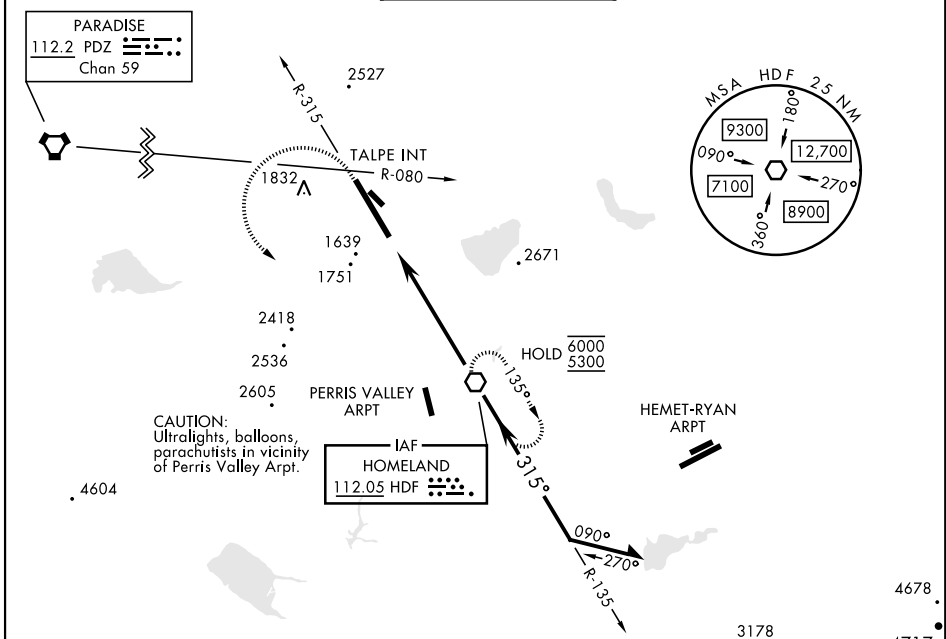 PARADISE
112.2 PDZ
Chan 59
R-315
2527
MSA HDF 25 NM
180°
9300
090°
12,700
7100
270°
8900
360°
TALPE INT
R-080
1832
1639
1751
2671
2418
2536
2605
HOLD 6000
5300
135°
PERRIS VALLEY
ARPT
HEMET-RYAN
ARPT
CAUTION:
Ultralights, balloons,
parachutists in vicinity
of Perris Valley Arpt.
IAF
HOMELAND
112.05 HDF
315°
4604
090°
270°
R-135
4678
3178